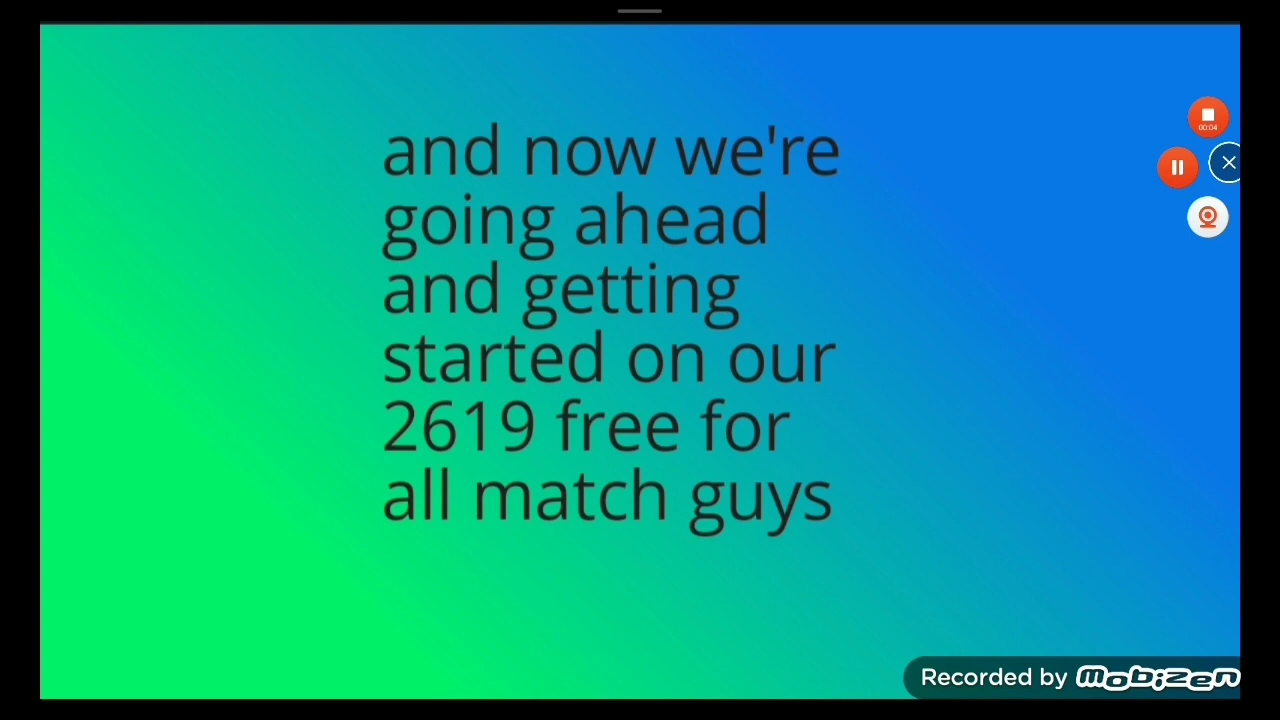 and now we're
going ahead
and getting
started on our
2619 free for
all match guys
00:04
Recorded by mobizen